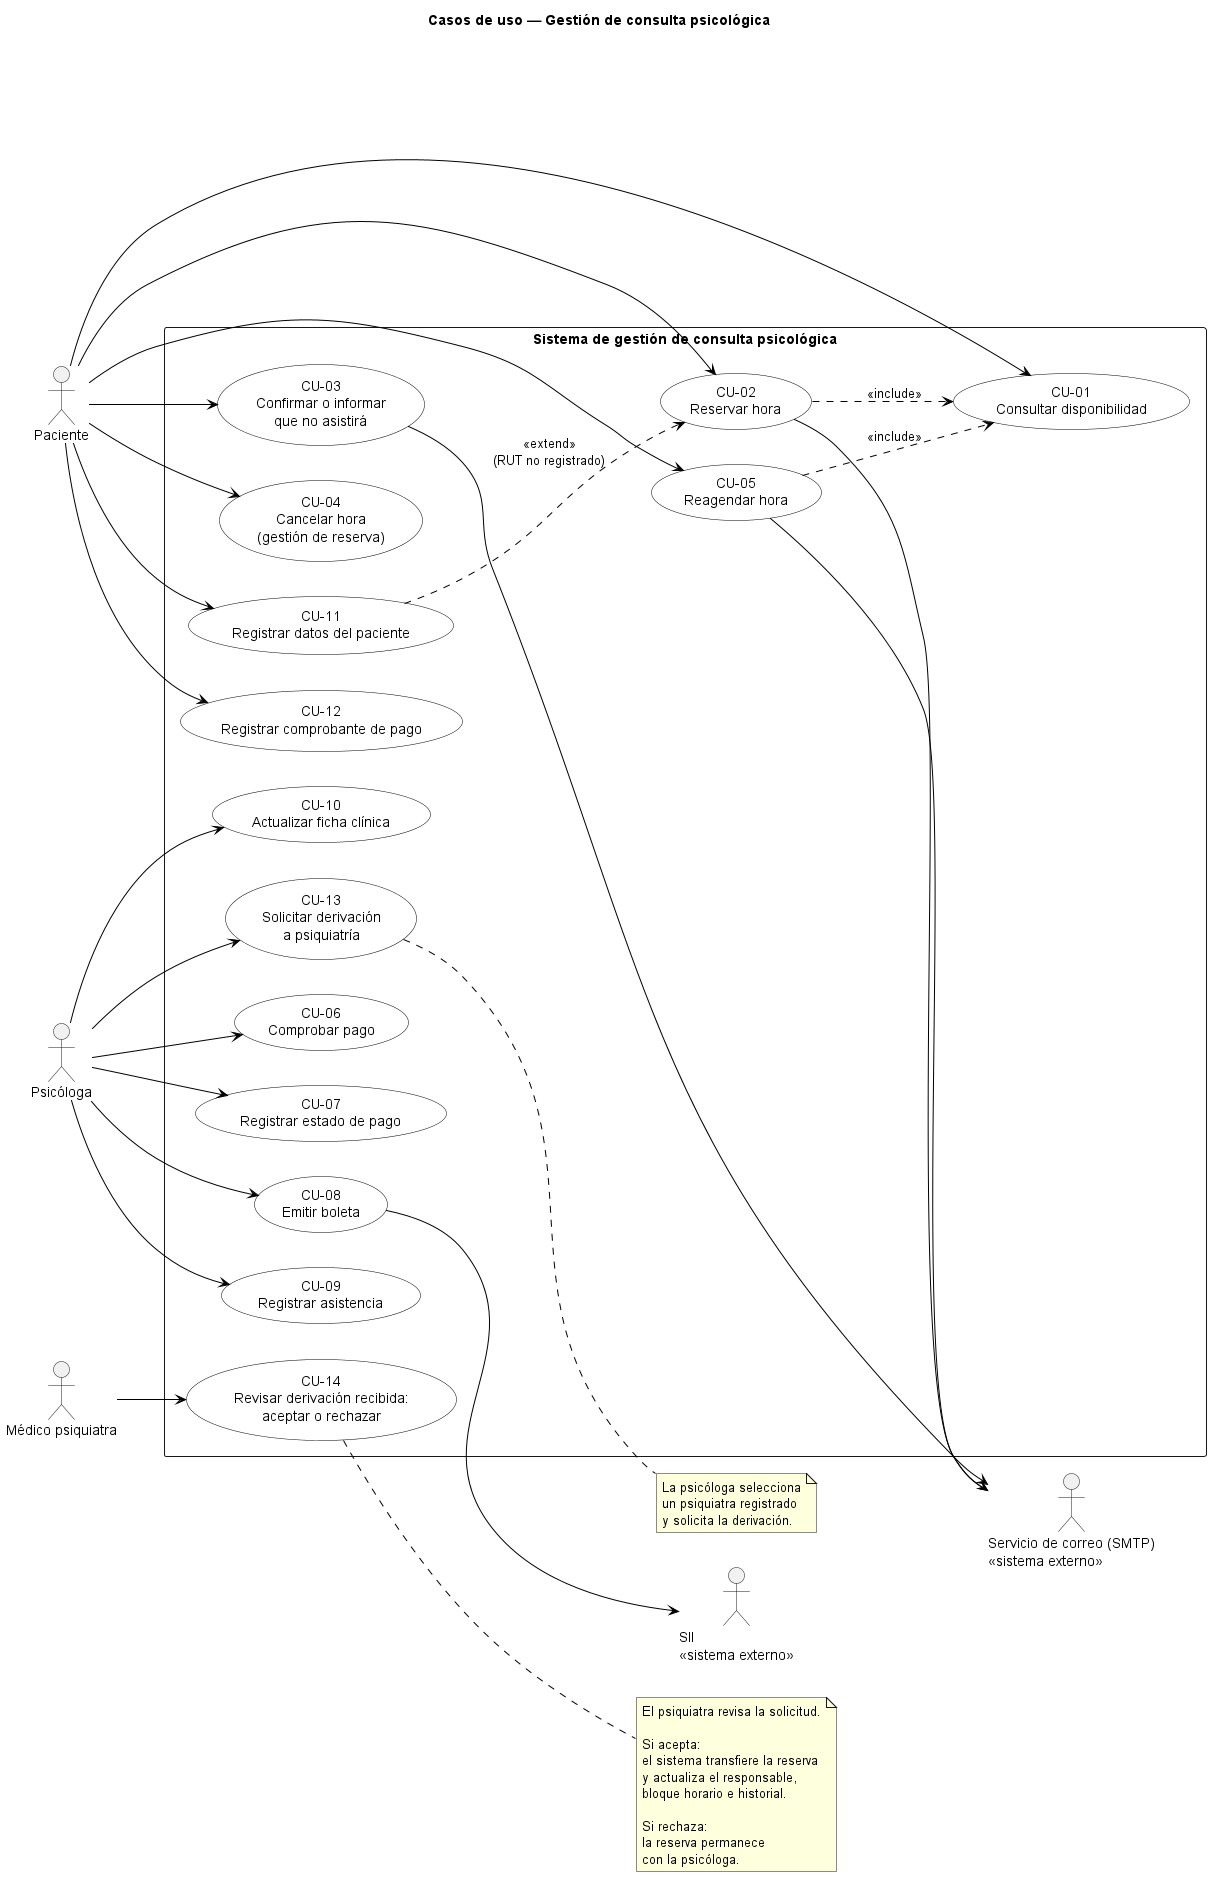 Casos de uso — Gestión de consulta psicológica
Sistema de gestión de consulta psicológica
Paciente
CU-03
Confirmar o informar
que no asistirá
CU-02
Reservar hora
«include»
CU-01
Consultar disponibilidad
«extend»
(RUT no registrado)
«include»
CU-05
Reagendar hora
CU-04
Cancelar hora
(gestión de reserva)
CU-11
Registrar datos del paciente
CU-12
Registrar comprobante de pago
CU-10
Actualizar ficha clínica
CU-13
Solicitar derivación
a psiquiatría
CU-06
Comprobar pago
Psicóloga
CU-07
Registrar estado de pago
CU-08
Emitir boleta
CU-09
Registrar asistencia
Médico psiquiatra
CU-14
Revisar derivación recibida:
aceptar o rechazar
La psicóloga selecciona
un psiquiatra registrado
y solicita la derivación.
Servicio de correo (SMTP)
«sistema externo»
SII
«sistema externo»
El psiquiatra revisa la solicitud.
Si acepta:
el sistema transfiere la reserva
y actualiza el responsable,
bloque horario e historial.
Si rechaza:
la reserva permanece
con la psicóloga.